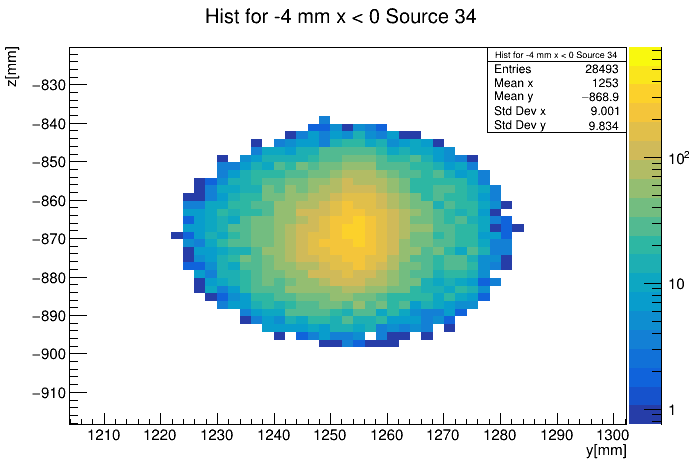 Hist for -4 mm x < 0 Source 34
z[mm]
Hist for -4 mm x < 0 Source 34
Entries 28493
Mean x 1253
Mean y −868.9
Std Dev x 9.001
Std Dev y 9.834
−830
−840
−850
−860
−870
−880
−890
−900
−910
10²
10
1
1210 1220 1230 1240 1250 1260 1270 1280 1290 1300
y[mm]